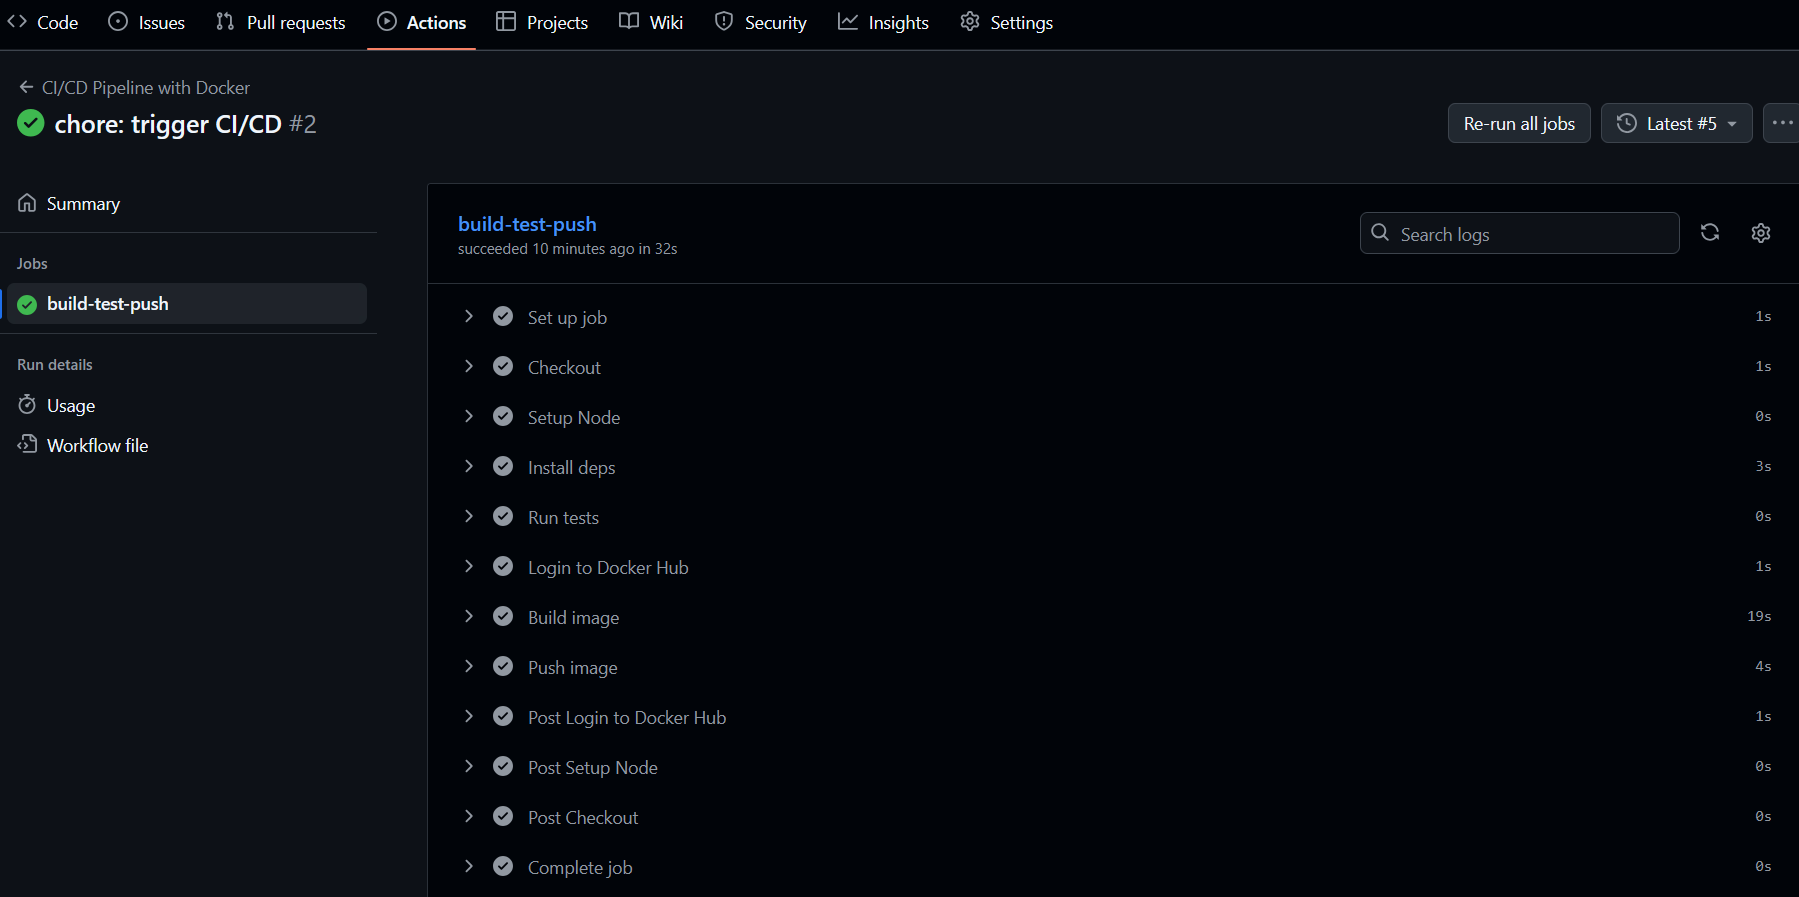 Code Issues Pull requests Actions Projects Wiki Security Insights Settings
CI/CD Pipeline with Docker
chore: trigger CI/CD #2
Re-run all jobs Latest #5
Summary
Jobs
build-test-push
Run details
Usage
Workflow file
build-test-push
succeeded 10 minutes ago in 32s
Search logs
Set up job 1s
Checkout 1s
Setup Node 0s
Install deps 3s
Run tests 0s
Login to Docker Hub 1s
Build image 19s
Push image 4s
Post Login to Docker Hub 1s
Post Setup Node 0s
Post Checkout 0s
Complete job 0s